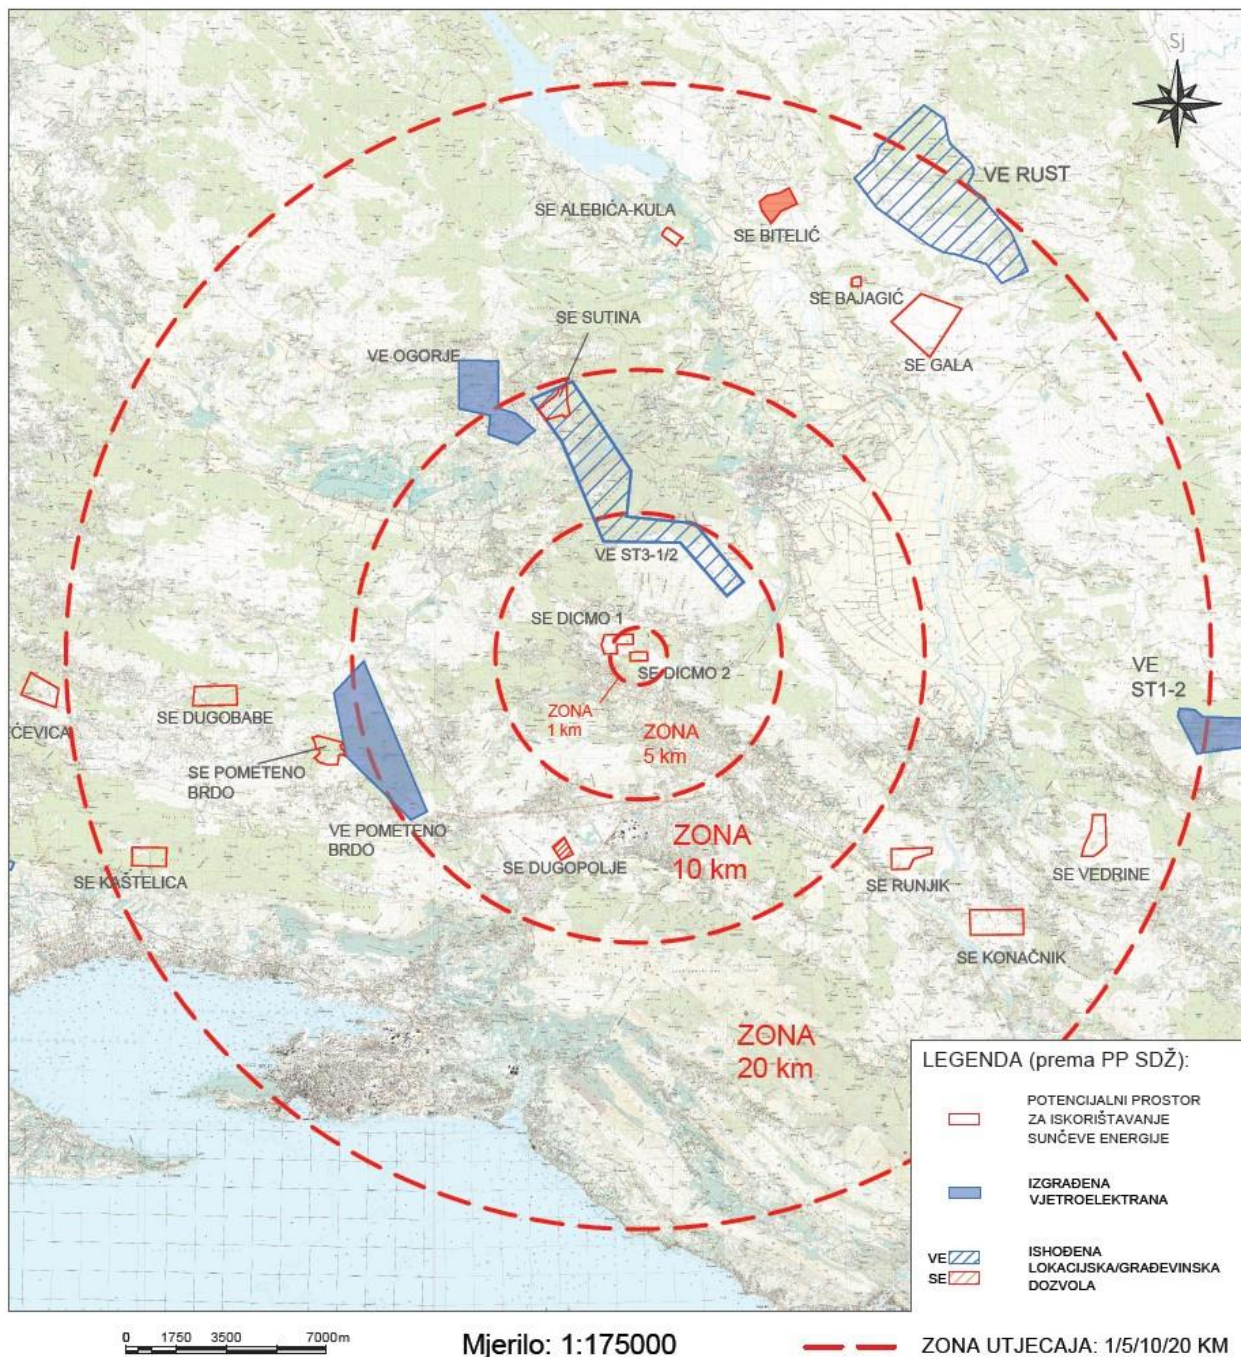 Sj
VE RUST
SE ALEBIĆA-KULA
SE BITELIĆ
SE BAJAGIĆ
SE SUTINA
VE OGORJE
SE GALA
VE ST3-1/2
SE DICMO 1
SE DICMO 2
VE
ST1-2
ZONA
1 km
ZONA
5 km
SE DUGOBABE
ĆEVICA
SE POMETENO
BRDO
VE POMETENO
BRDO
ZONA
10 km
SE DUGOPOLJE
SE KAŠTELICA
SE RUNJIK
SE VEDRINE
SE KONAČNIK
ZONA
20 km
LEGENDA (prema PP SDŽ):
POTENCIJALNI PROSTOR
ZA ISKORIŠTAVANJE
SUNČEVE ENERGIJE
IZGRAĐENA
VJETROELEKTRANA
VE
SE
ISHOĐENA
LOKACIJSKA/GRAĐEVINSKA
DOZVOLA
0 1750 3500 7000m
Mjerilo: 1:175000
ZONA UTJECAJA: 1/5/10/20 KM